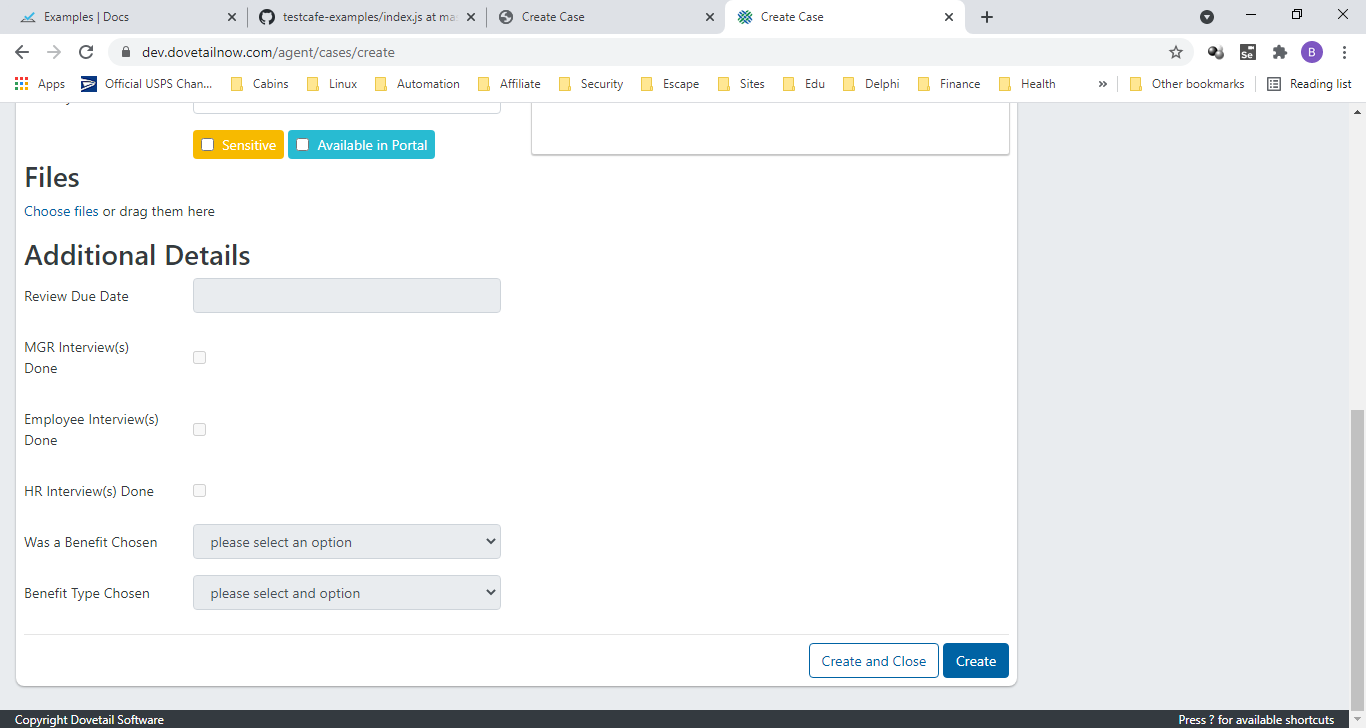 Examples | Docs
testcafe-examples/index.js at ma
Create Case
Create Case
dev.dovetailnow.com/agent/cases/create
B
Apps
Official USPS Chan...
Cabins
Linux
Automation
Affiliate
Security
Escape
Sites
Edu
Delphi
Finance
Health
»
Other bookmarks
Reading list
Se
Sensitive
Available in Portal
Files
Choose files or drag them here
Additional Details
Review Due Date
MGR Interview(s)
Done
Employee Interview(s)
Done
HR Interview(s) Done
Was a Benefit Chosen
please select an option
Benefit Type Chosen
please select and option
Create and Close
Create
Copyright Dovetail Software
Press ? for available shortcuts